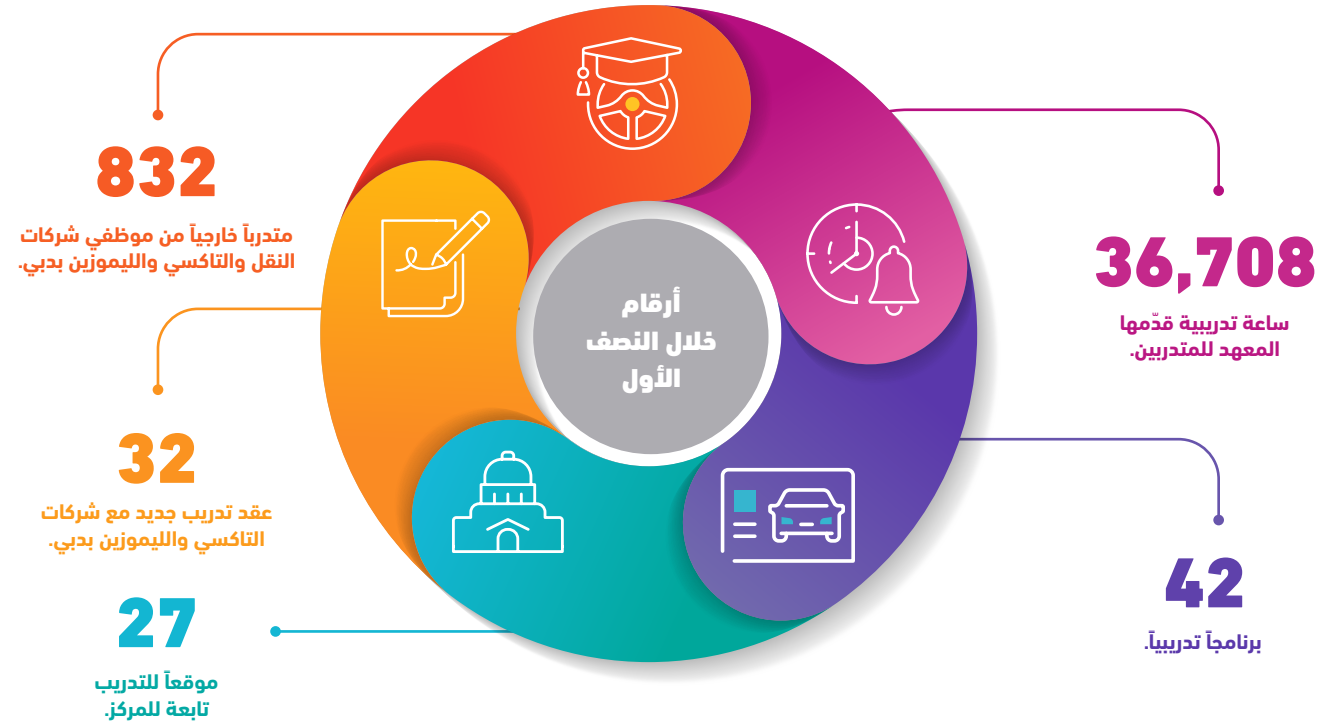 أرقام
خلال النصف
الأول
36,708
ساعة تدريبية قدّمها
المعهد للمتدربين.
42
برنامجاً تدريبياً.
832
متدرباً خارجياً من موظفي شركات
النقل والتاكسي والليموزين بدبي.
32
عقد تدريب جديد مع شركات
التاكسي والليموزين بدبي.
27
موقعاً للتدريب
تابعة للمركز.